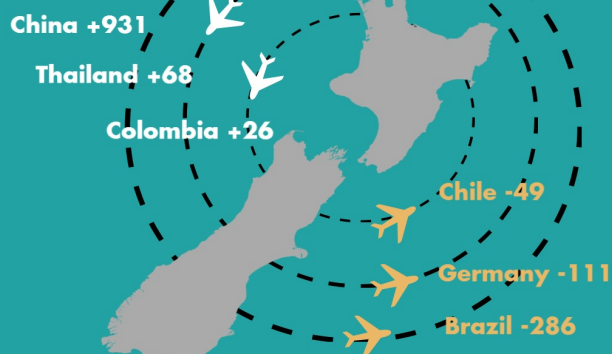 China +931
Thailand +68
Colombia +26
Chile -49
Germany -111
Brazil -286